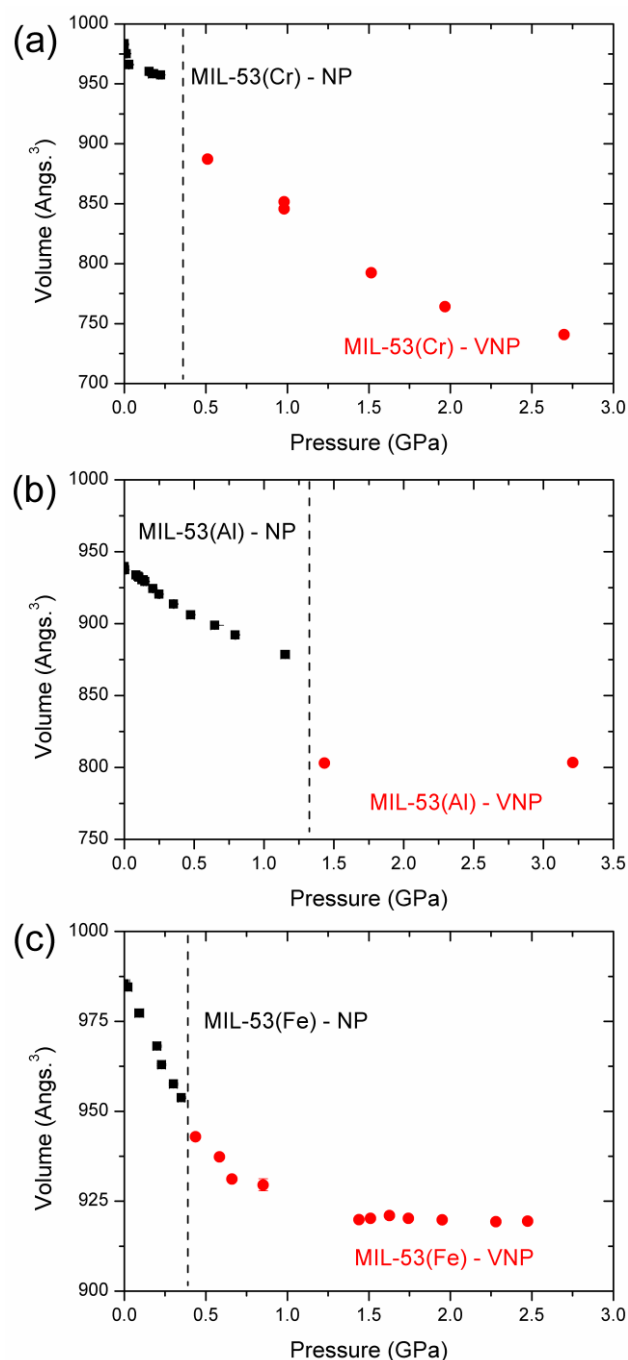 (a)
1000
950
900
850
800
750
700
Volume (Angs.³)
MIL-53(Cr) - NP
MIL-53(Cr) - VNP
0.0 0.5 1.0 1.5 2.0 2.5 3.0
Pressure (GPa)
(b)
1000
950
900
850
800
750
Volume (Angs.³)
MIL-53(Al) - NP
MIL-53(Al) - VNP
0.0 0.5 1.0 1.5 2.0 2.5 3.0 3.5
Pressure (GPa)
(c)
1000
975
950
925
900
Volume (Angs.³)
MIL-53(Fe) - NP
MIL-53(Fe) - VNP
0.0 0.5 1.0 1.5 2.0 2.5 3.0
Pressure (GPa)